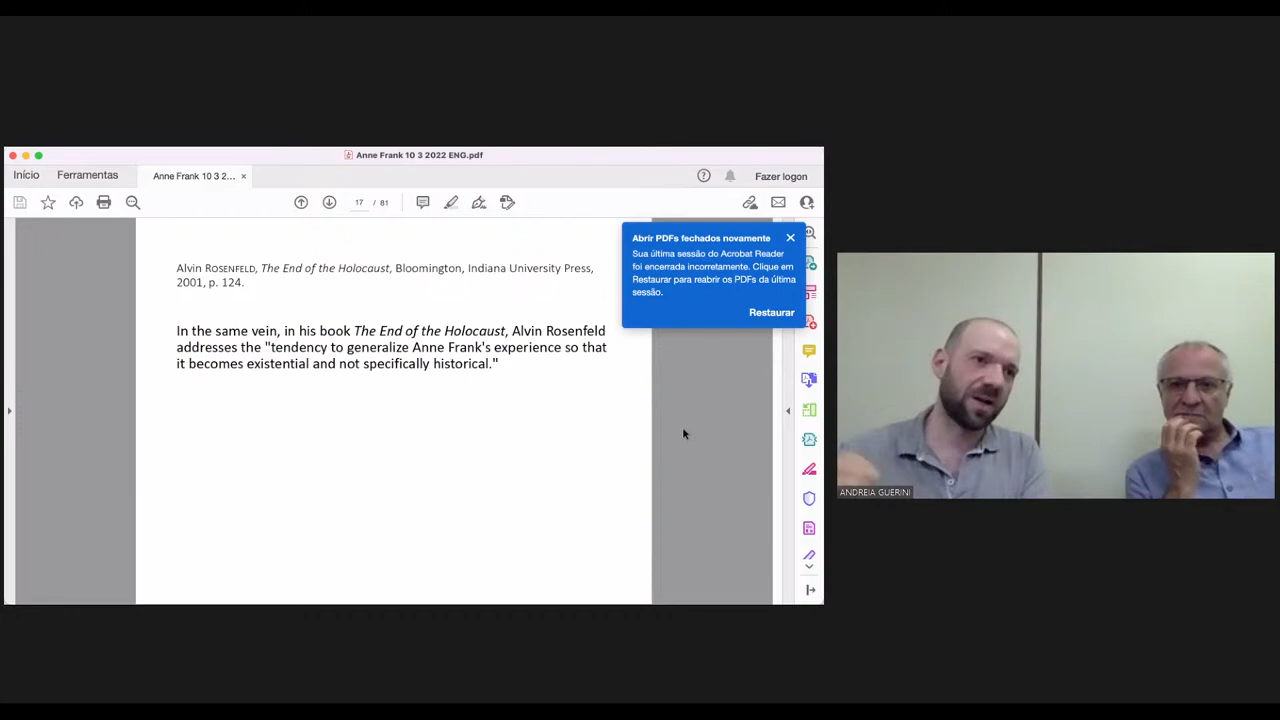 Anne Frank 10 3 2022 ENG.pdf
Início Ferramentas Anne Frank 10 3 2... × Fazer logon
17 / 81
Abrir PDFs fechados novamente
Sua última sessão do Acrobat Reader
foi encerrada incorretamente. Clique em
Restaurar para reabrir os PDFs da última
sessão.
Restaurar
Alvin ROSENFELD, The End of the Holocaust, Bloomington, Indiana University Press,
2001, p. 124.
In the same vein, in his book The End of the Holocaust, Alvin Rosenfeld
addresses the "tendency to generalize Anne Frank's experience so that
it becomes existential and not specifically historical."
ANDREIA GUERINI